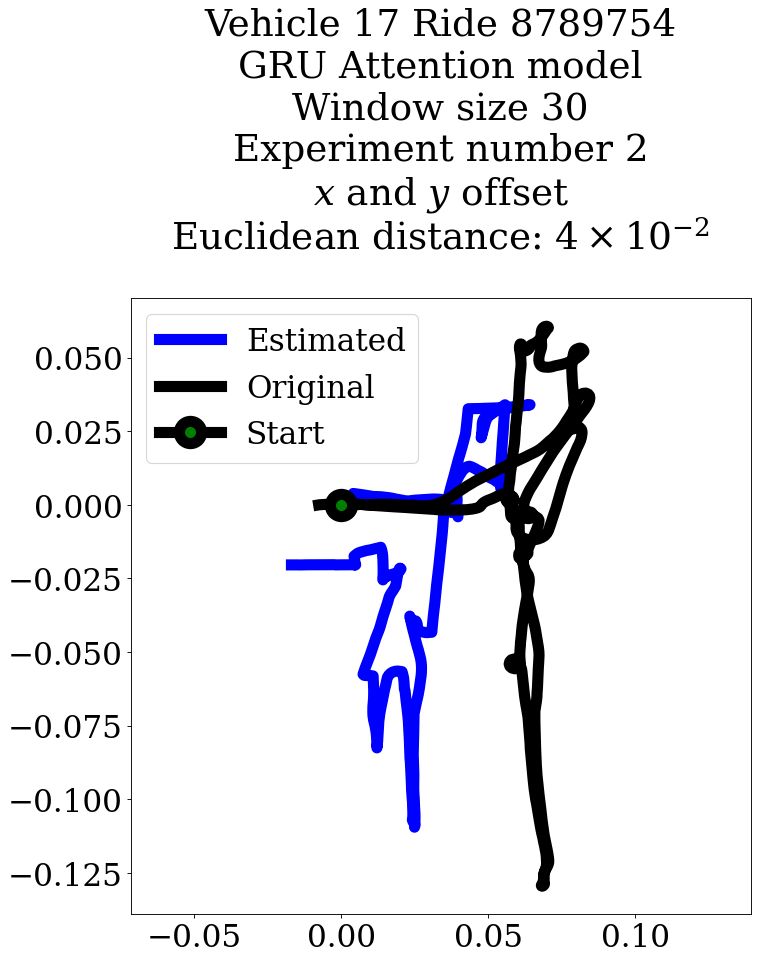 Vehicle 17 Ride 8789754
GRU Attention model
Window size 30
Experiment number 2
x and y offset
Euclidean distance: 4 × 10⁻²
Estimated
Original
Start
0.050
0.025
0.000
−0.025
−0.050
−0.075
−0.100
−0.125
−0.05 0.00 0.05 0.10